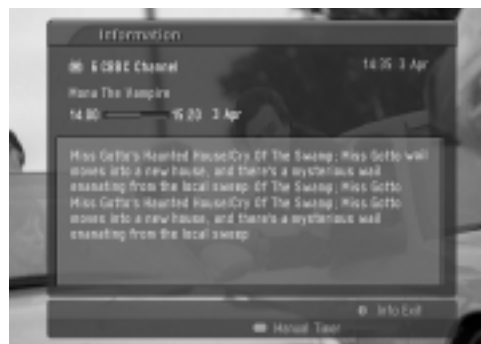 Information
6 CBBC Channel 14:35 3 Apr
Mona The Vampire
14:00 15:20 3 Apr
Miss Gotto's Haunted House/Cry Of The Swamp; Miss Gotto wail
moves into a new house, and there's a mysterious wail
emanating from the local sweep Of The Swamp; Miss Gotto
Miss Gotto's Haunted House/Cry Of The Swamp; Miss Gotto
moves into a new house, and there's a mysterious wail
emanating from the local sweep
Info Exit
Manual Timer